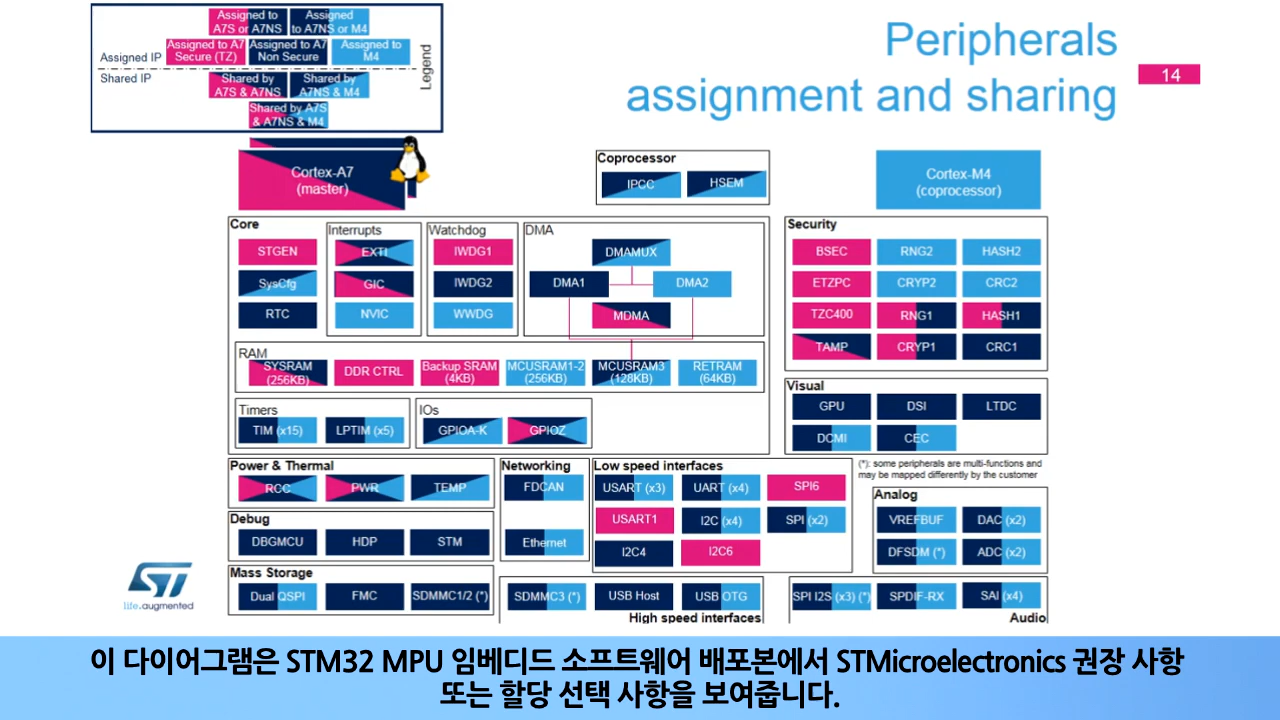 Assigned to
A7S or A7NS
Assigned
to A7NS or M4
Assigned IP
Assigned to A7
Secure (TZ)
Assigned to A7
Non Secure
Assigned to
M4
Shared IP
Shared by
A7S & A7NS
Shared by
A7NS & M4
Shared by A7S
& A7NS & M4
Legend
Peripherals
assignment and sharing
14
Cortex-A7
(master)
Coprocessor
IPCC
HSEM
Cortex-M4
(coprocessor)
Core
STGEN
SysCfg
RTC
Interrupts
EXTI
GIC
NVIC
Watchdog
IWDG1
IWDG2
WWDG
DMA
DMAMUX
DMA1
DMA2
MDMA
RAM
SYSRAM
(256KB)
DDR CTRL
Backup SRAM
(4KB)
MCUSRAM1-2
(256KB)
MCUSRAM3
(128KB)
RETRAM
(64KB)
Timers
TIM (x15)
LPTIM (x5)
IOs
GPIOA-K
GPIOZ
Security
BSEC
RNG2
HASH2
ETZPC
CRYP2
CRC2
TZC400
RNG1
HASH1
TAMP
CRYP1
CRC1
Visual
GPU
DSI
LTDC
DCMI
CEC
(*): some peripherals are multi-functions and
may be mapped differently by the customer
Power & Thermal
RCC
PWR
TEMP
Debug
DBGMCU
HDP
STM
Mass Storage
Dual QSPI
FMC
SDMMC1/2 (*)
Networking
FDCAN
Ethernet
Low speed interfaces
USART (x3)
UART (x4)
SPI6
USART1
I2C (x4)
SPI (x2)
I2C4
I2C6
Analog
VREFBUF
DAC (x2)
DFSDM (*)
ADC (x2)
SDMMC3 (*)
USB Host
USB OTG
High speed interfaces
SPI I2S (x3) (*)
SPDIF-RX
SAI (x4)
Audio
ST
life.augmented
이 다이어그램은 STM32 MPU 임베디드 소프트웨어 배포본에서 STMicroelectronics 권장 사항
또는 할당 선택 사항을 보여줍니다.